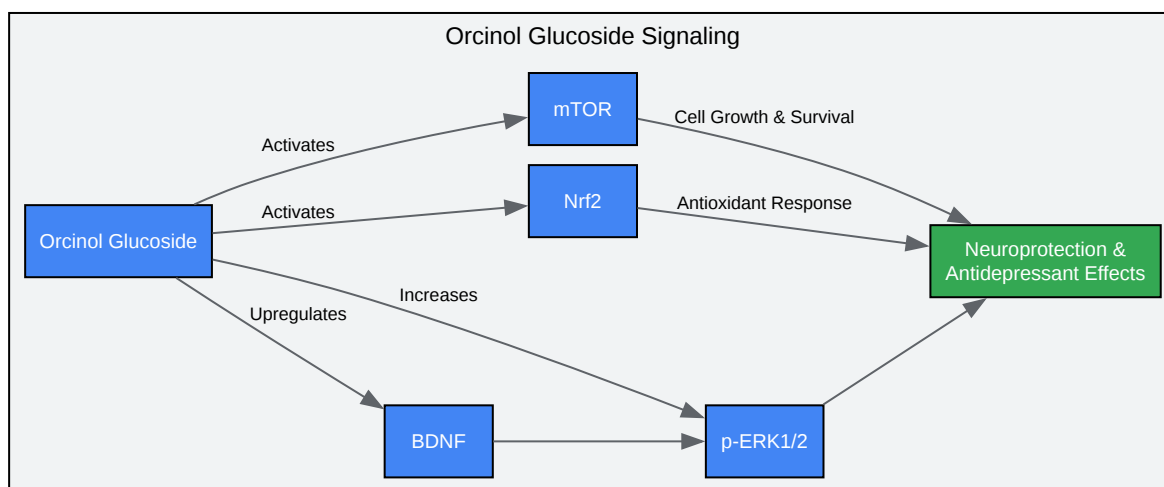 Orcinol Glucoside Signaling
mTOR
Cell Growth & Survival
Activates
Nrf2
Antioxidant Response
Activates
Orcinol Glucoside
Neuroprotection &
Antidepressant Effects
Increases
Upregulates
BDNF
p-ERK1/2